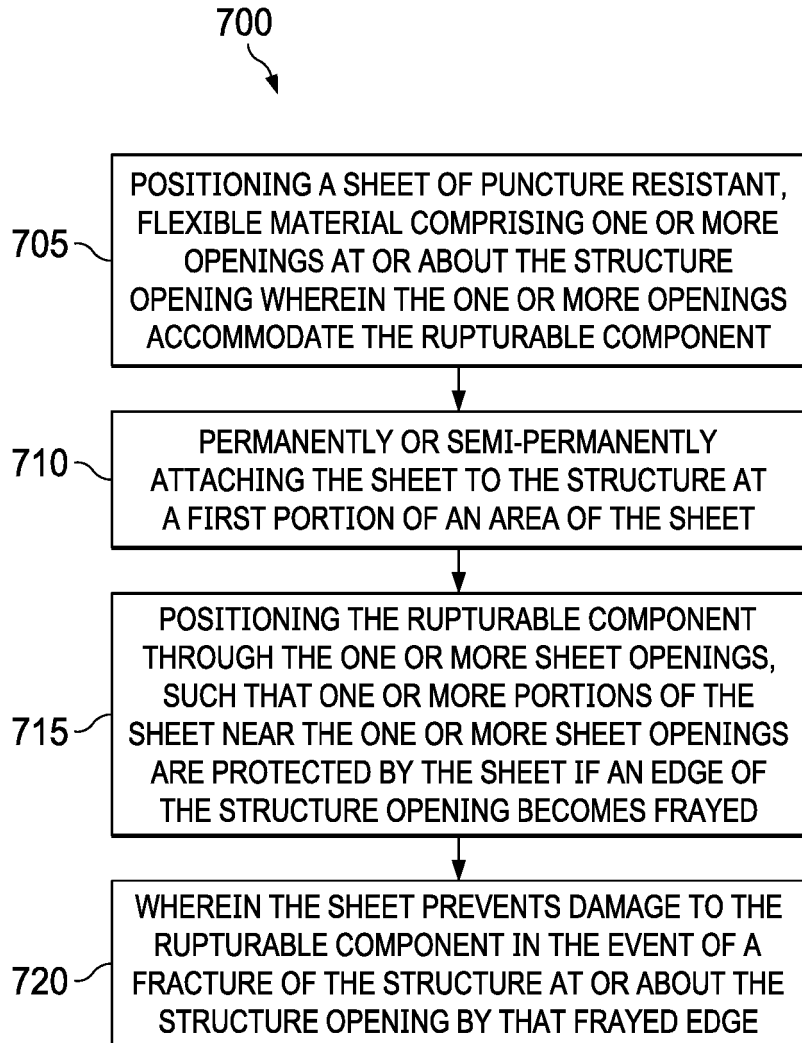 700
705
POSITIONING A SHEET OF PUNCTURE RESISTANT,
FLEXIBLE MATERIAL COMPRISING ONE OR MORE
OPENINGS AT OR ABOUT THE STRUCTURE
OPENING WHEREIN THE ONE OR MORE OPENINGS
ACCOMMODATE THE RUPTURABLE COMPONENT
710
PERMANENTLY OR SEMI-PERMANENTLY
ATTACHING THE SHEET TO THE STRUCTURE AT
A FIRST PORTION OF AN AREA OF THE SHEET
715
POSITIONING THE RUPTURABLE COMPONENT
THROUGH THE ONE OR MORE SHEET OPENINGS,
SUCH THAT ONE OR MORE PORTIONS OF THE
SHEET NEAR THE ONE OR MORE SHEET OPENINGS
ARE PROTECTED BY THE SHEET IF AN EDGE OF
THE STRUCTURE OPENING BECOMES FRAYED
720
WHEREIN THE SHEET PREVENTS DAMAGE TO THE
RUPTURABLE COMPONENT IN THE EVENT OF A
FRACTURE OF THE STRUCTURE AT OR ABOUT THE
STRUCTURE OPENING BY THAT FRAYED EDGE